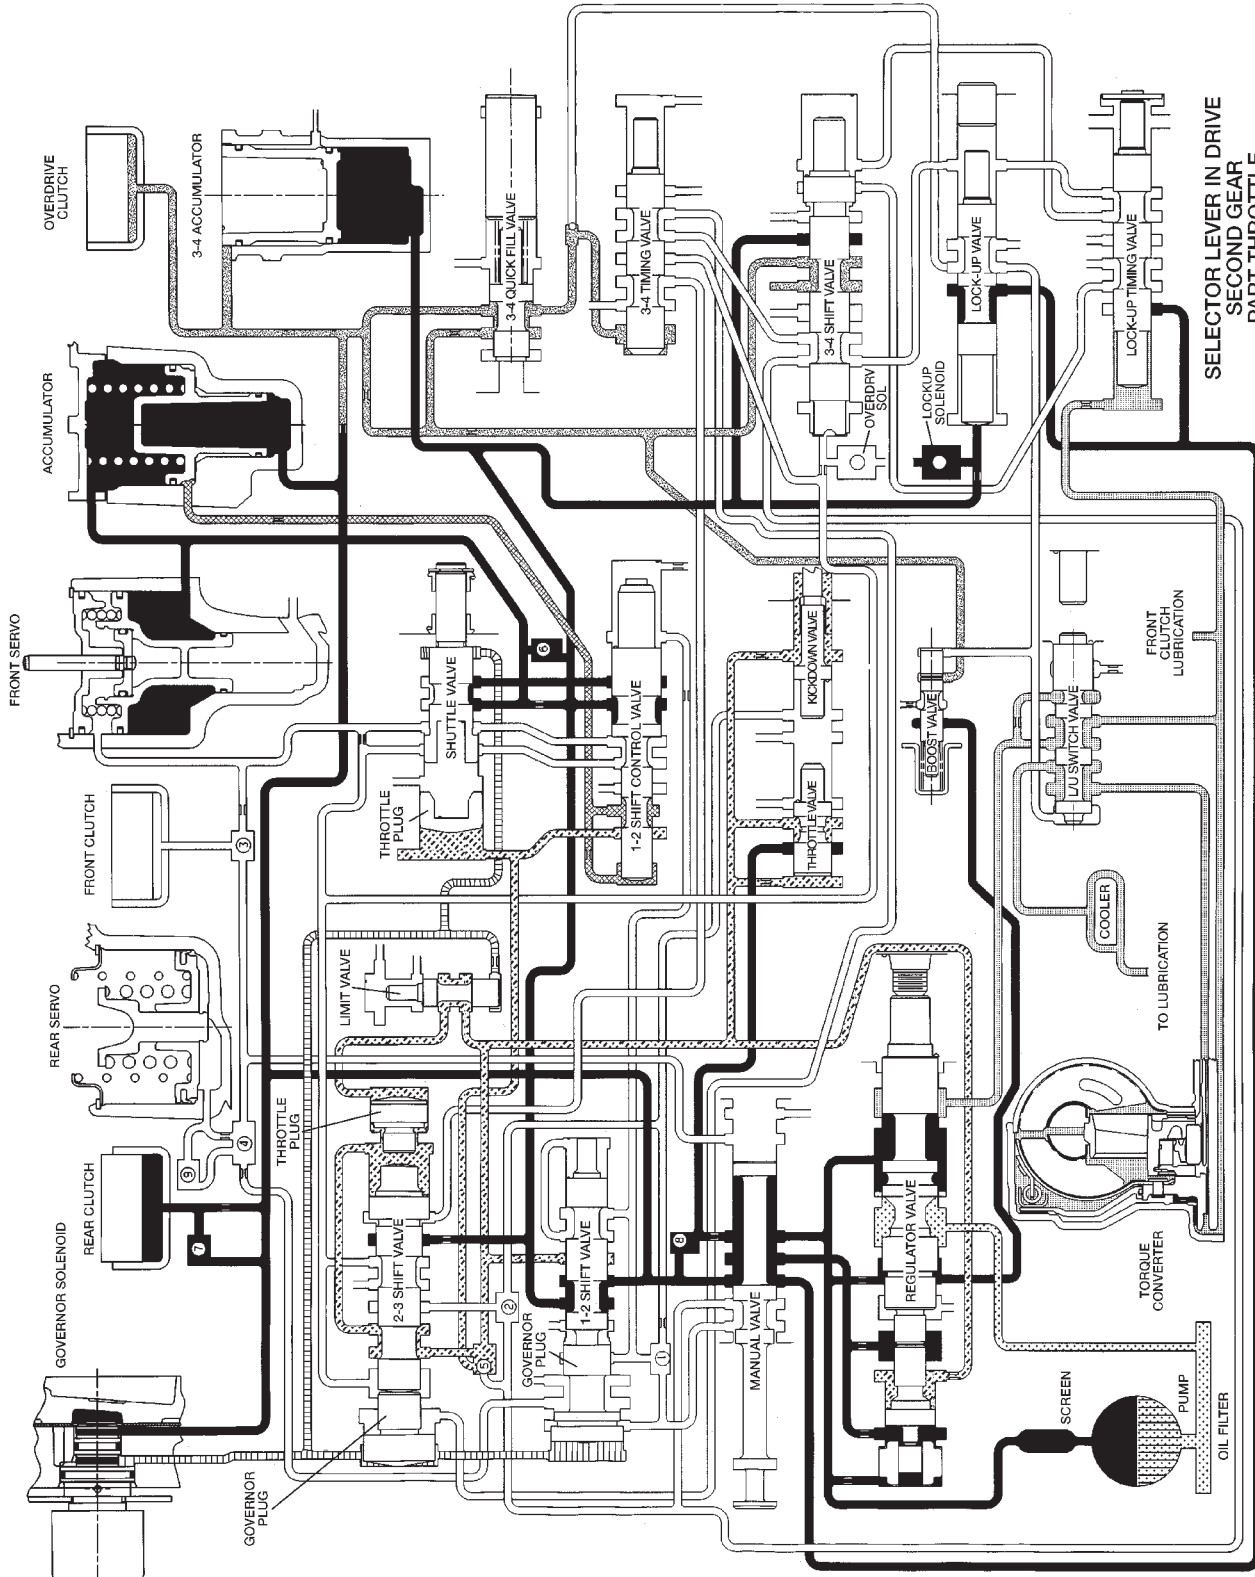 FRONT SERVO
ACCUMULATOR
OVERDRIVE
CLUTCH
GOVERNOR SOLENOID
REAR CLUTCH
REAR SERVO
FRONT CLUTCH
3-4 ACCUMULATOR
7
9
4
3
GOVERNOR
PLUG
THROTTLE
PLUG
LIMIT VALVE
THROTTLE
PLUG
SHUTTLE VALVE
2-3 SHIFT VALVE
5
2
6
3-4 QUICK FILL VALVE
GOVERNOR
PLUG
1-2 SHIFT VALVE
1-2 SHIFT CONTROL VALVE
3-4 TIMING VALVE
1
8
MANUAL VALVE
THROTTLE VALVE
KICKDOWN VALVE
3-4 SHIFT VALVE
OVERDRV
SOL
REGULATOR VALVE
BOOST VALVE
LOCKUP
SOLENOID
LOCK-UP VALVE
SCREEN
L/U SWITCH VALVE
COOLER
LOCK-UP TIMING VALVE
TORQUE
CONVERTER
TO LUBRICATION
FRONT
CLUTCH
LUBRICATION
PUMP
OIL FILTER
SELECTOR LEVER IN DRIVE
SECOND GEAR
PART THROTTLE